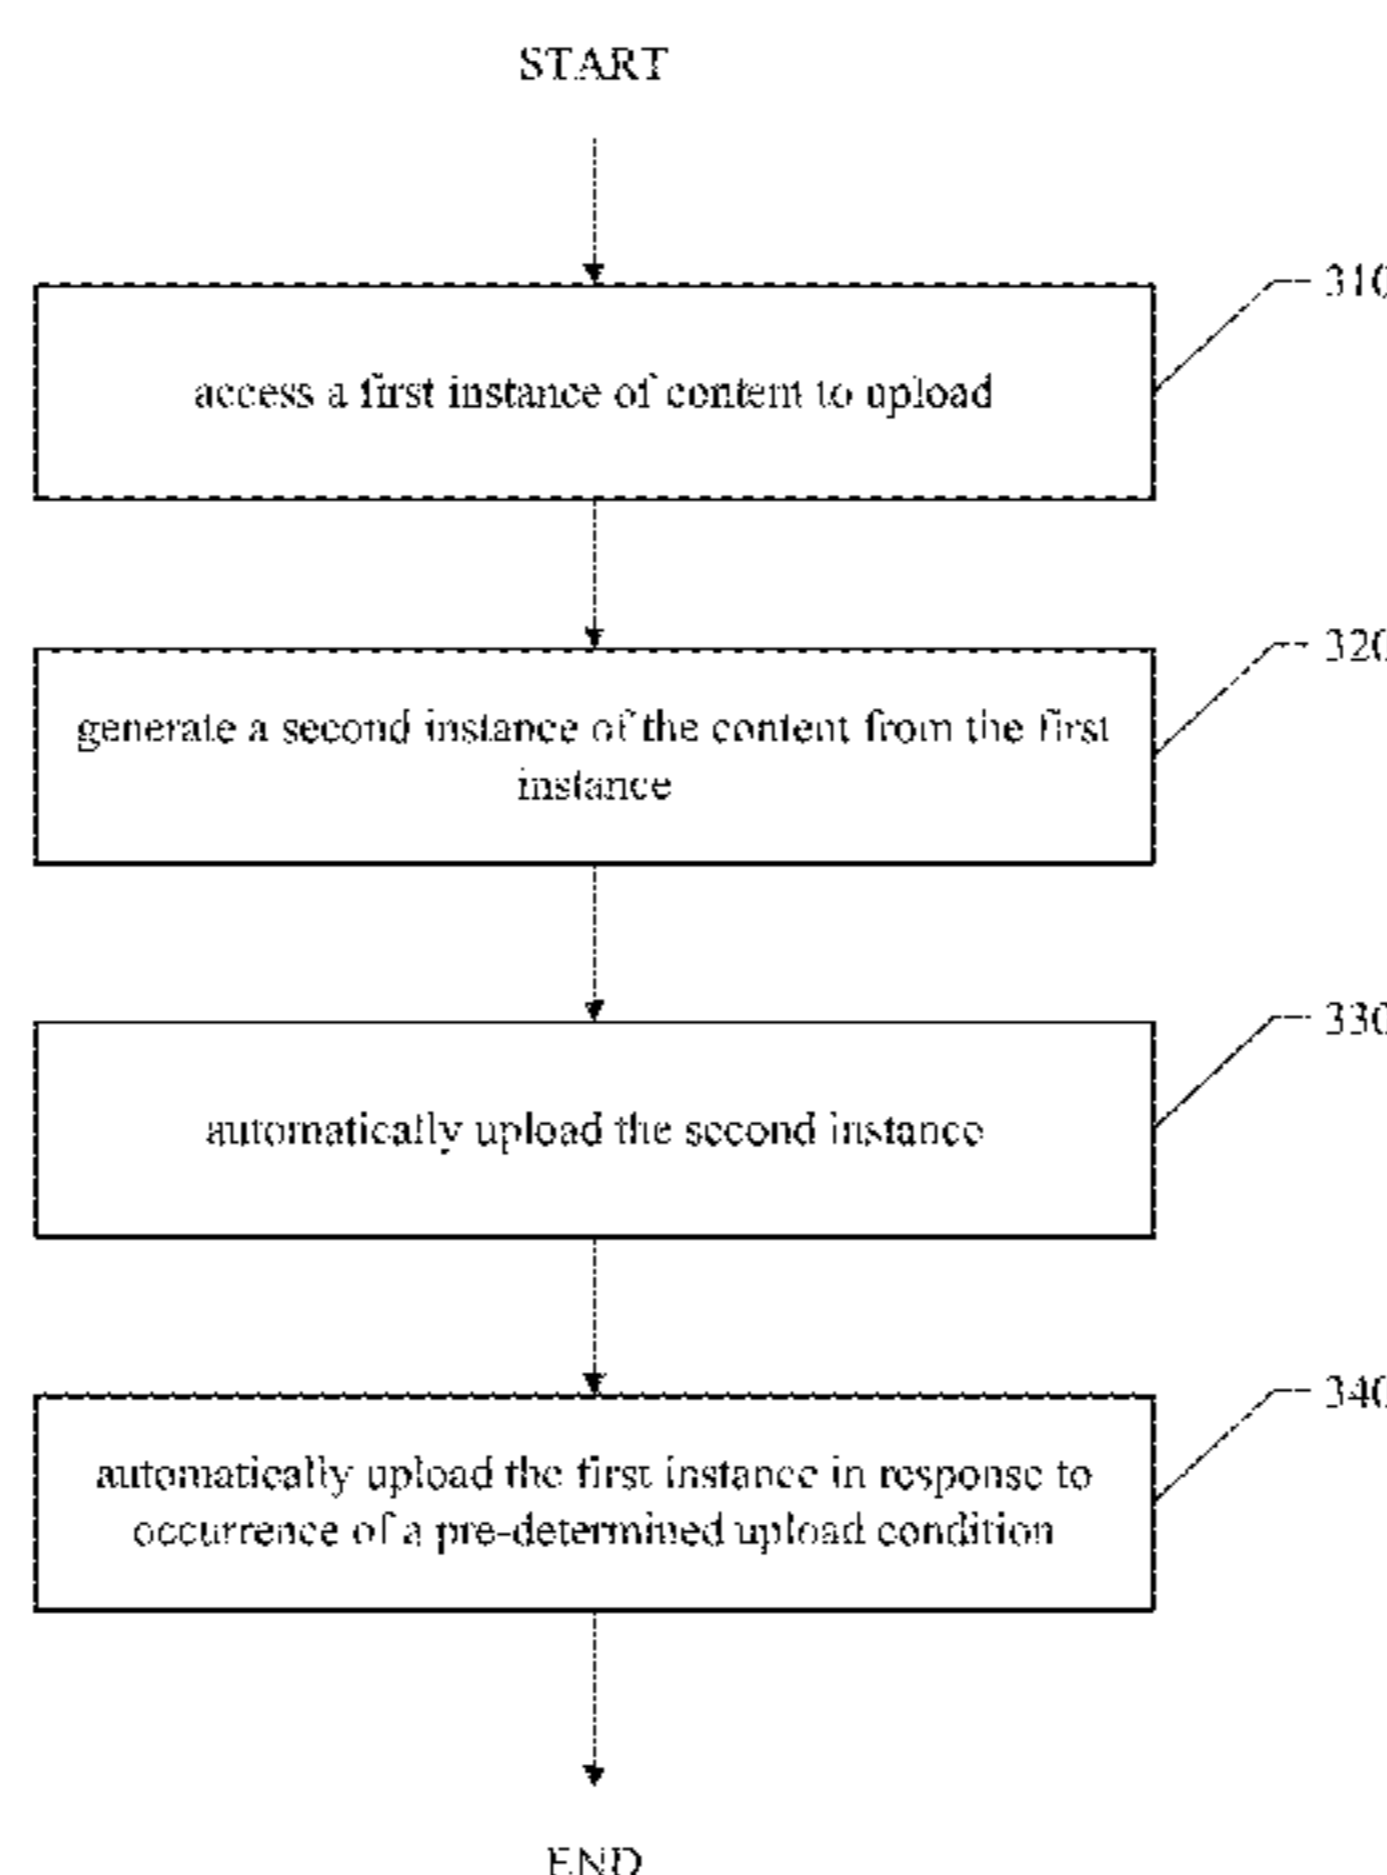 START
310
access a first instance of content to upload
320
generate a second instance of the content from the first
instance
330
automatically upload the second instance
340
automatically upload the first instance in response to
occurrence of a pre-determined upload condition
END